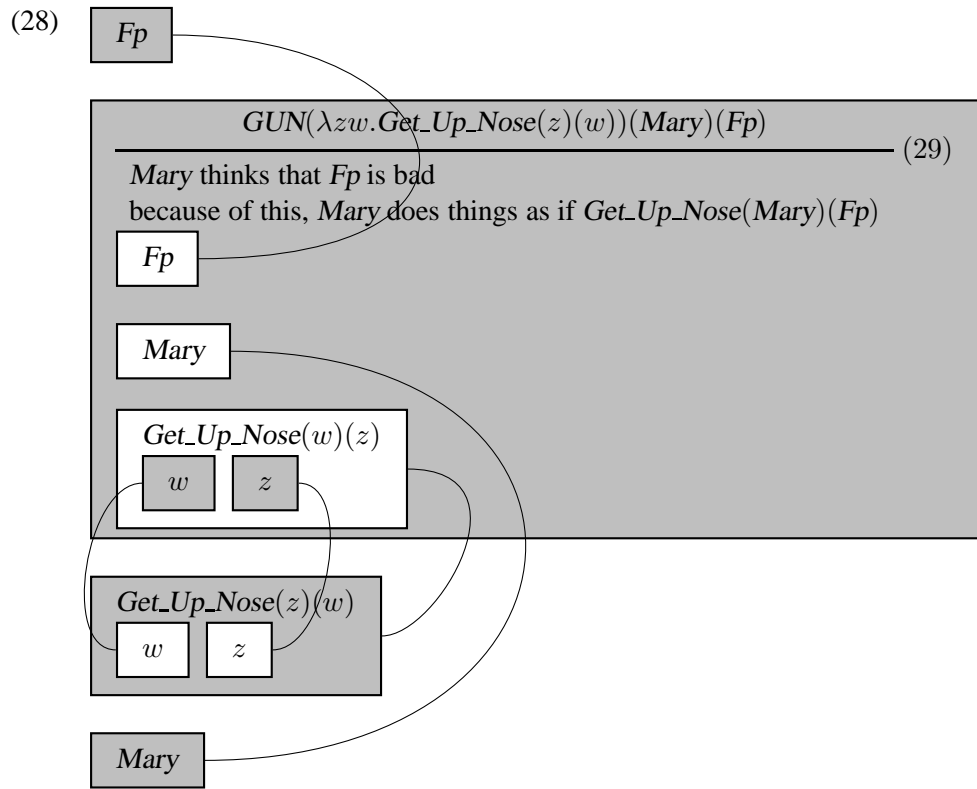 (28)
Fp
GUN(λzw.Get_Up_Nose(z)(w))(Mary)(Fp)
(29)
Mary thinks that Fp is bad
because of this, Mary does things as if Get_Up_Nose(Mary)(Fp)
Fp
Mary
Get_Up_Nose(w)(z)
w z
Get_Up_Nose(z)(w)
w z
Mary